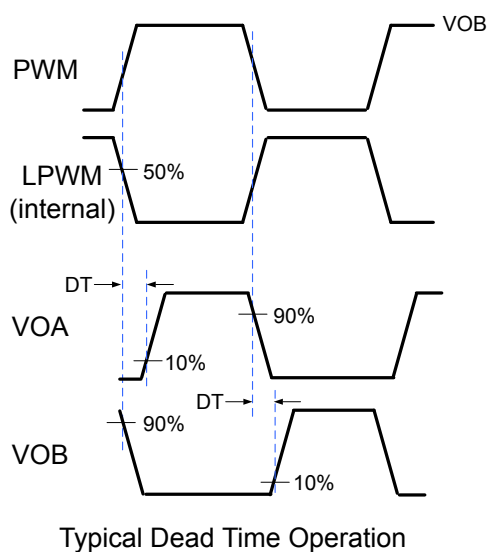 VOB
PWM
50%
LPWM
(internal)
DT
90%
VOA
10%
DT
90%
VOB
10%
Typical Dead Time Operation